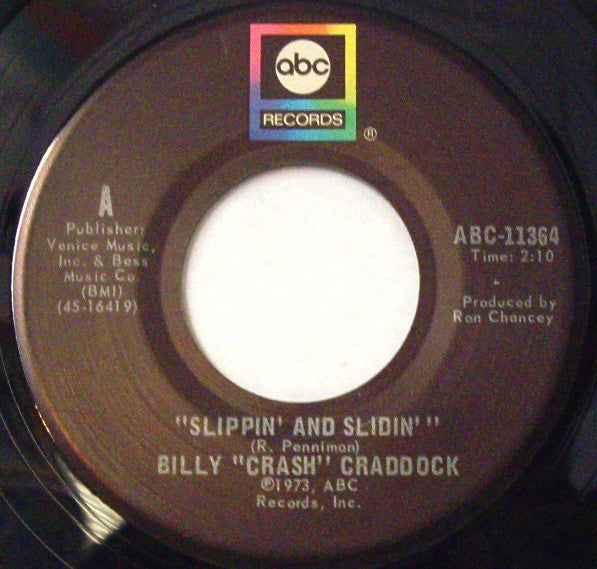 abc
RECORDS
®
A
Publisher:
Venice Music,
Inc. & Bess
Music Co.
(BMI)
(45-16419)
ABC-11364
Time: 2:10
Produced by
Ron Chancey
"SLIPPIN' AND SLIDIN'"
(R. Penniman)
BILLY "CRASH" CRADDOCK
℗1973, ABC
Records, Inc.